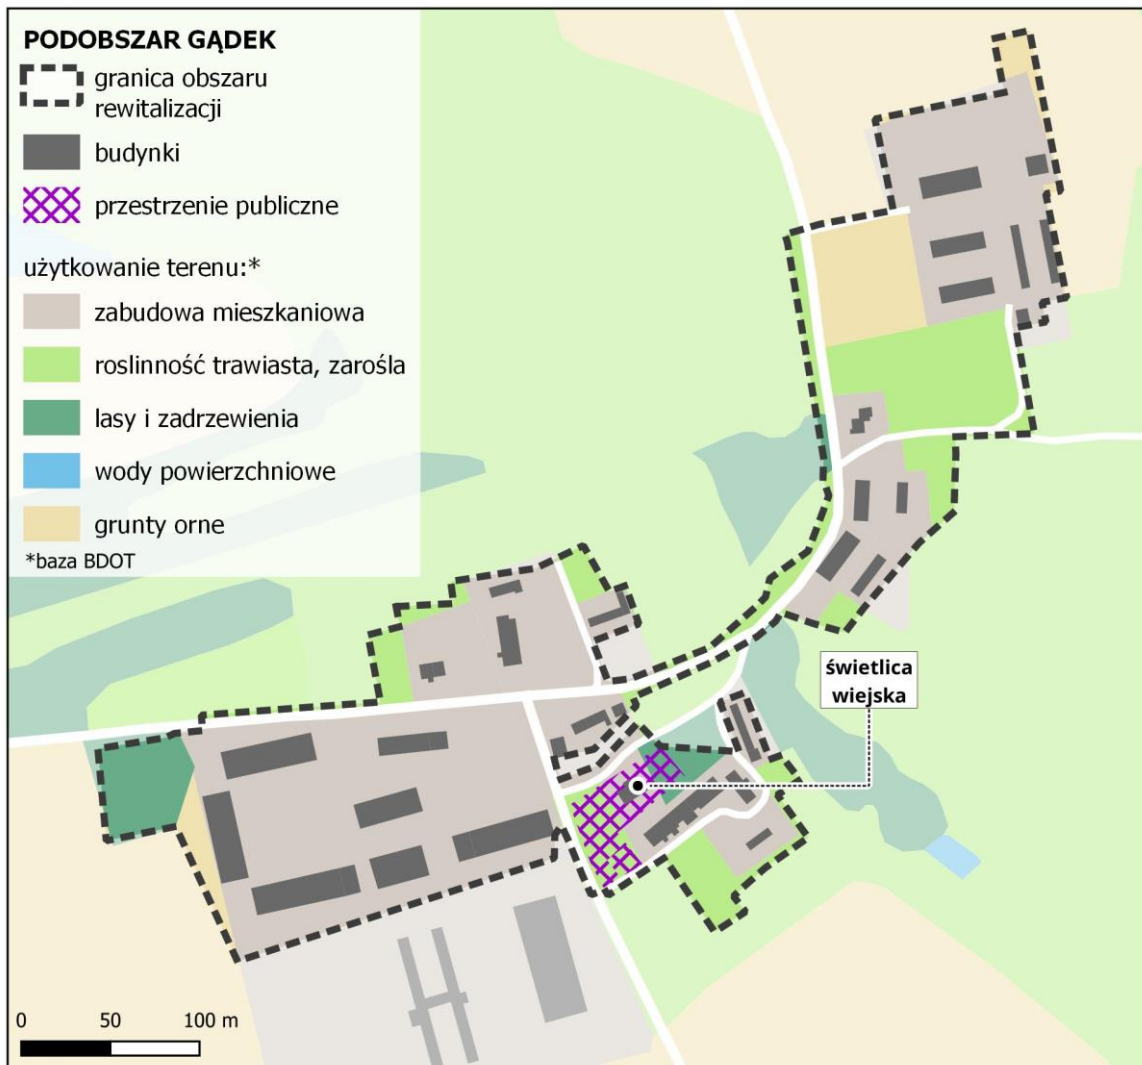 PODOBSZAR GĄDEK
granica obszaru
rewitalizacji
budynki
przestrzenie publiczne
użytkowanie terenu:*
zabudowa mieszkaniowa
roslinność trawiasta, zarośla
lasy i zadrzewienia
wody powierzchniowe
grunty orne
*baza BDOT
świetlica
wiejska
0 50 100 m